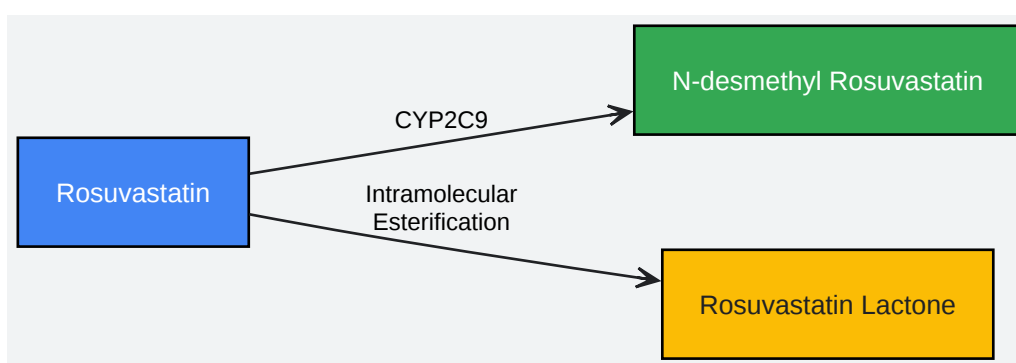 N-desmethyl Rosuvastatin
CYP2C9
Rosuvastatin
Intramolecular
Esterification
Rosuvastatin Lactone